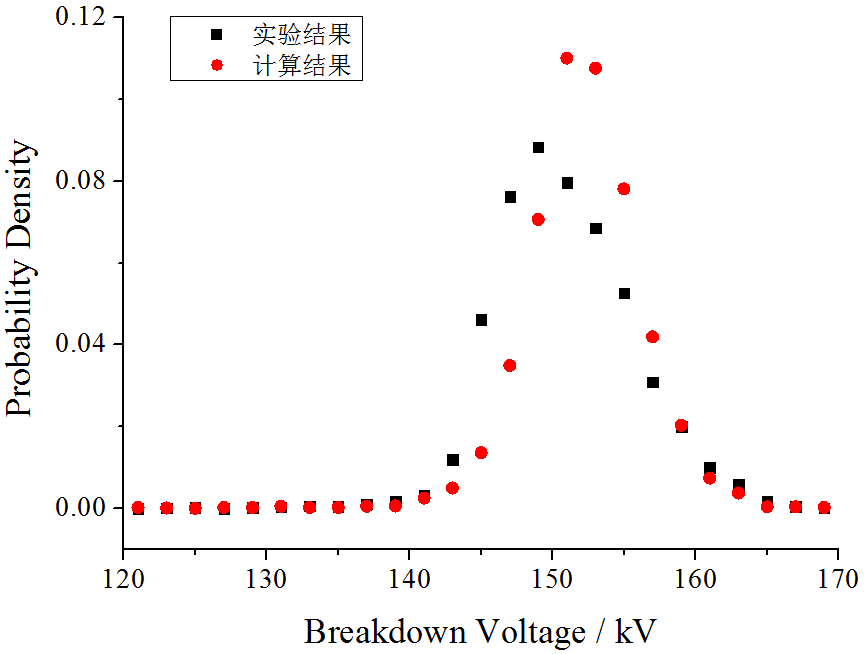 0.12
实验结果
计算结果
0.08
0.04
0.00
Probability Density
120 130 140 150 160 170
Breakdown Voltage / kV